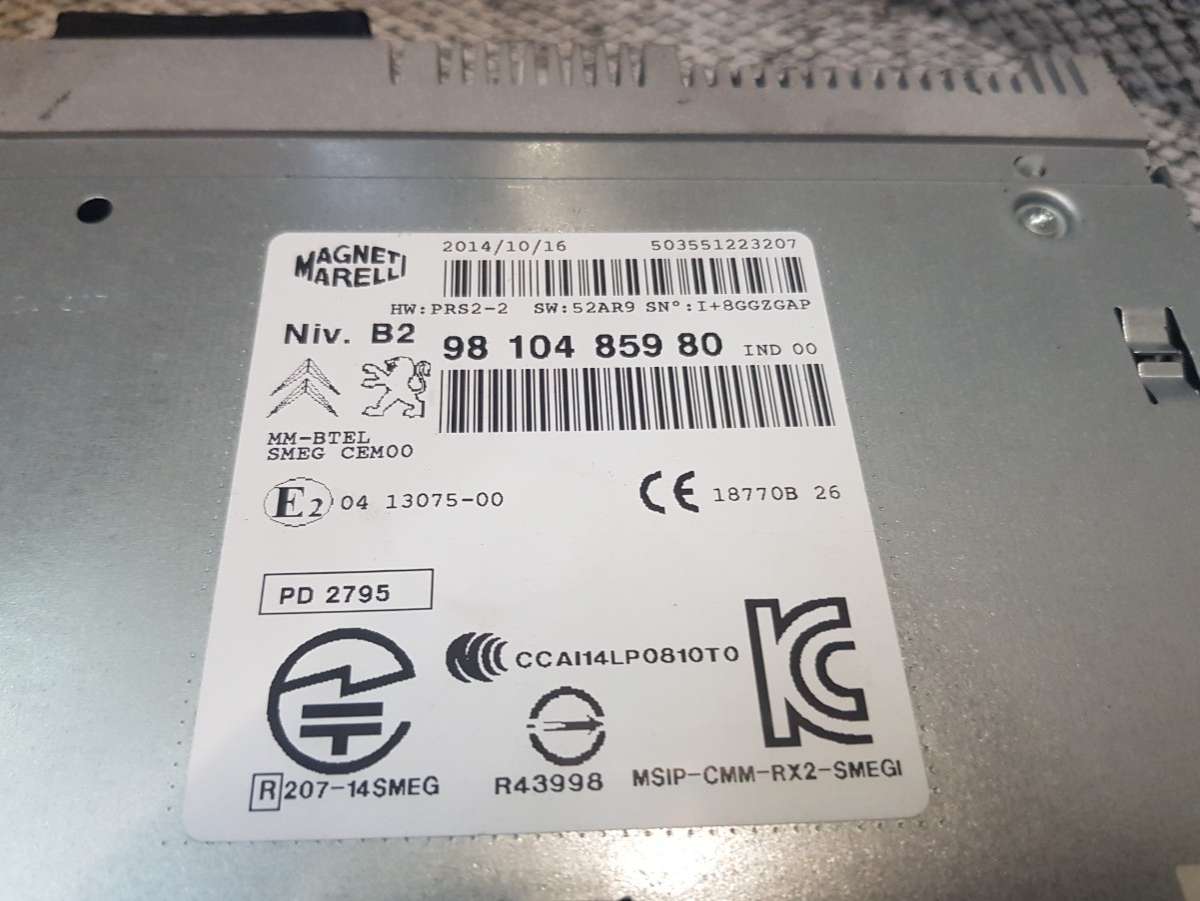 MAGNETI
MARELLI
2014/10/16 503551223207
HW:PRS2-2 SW:52AR9 SN°:I+8GGZGAP
Niv. B2
98 104 859 80 IND 00
MM-BTEL
SMEG CEM00
E2 04 13075-00
CE 18770B 26
PD 2795
CCAI14LP0810T0
KC
R 207-14SMEG
R43998
MSIP-CMM-RX2-SMEGI